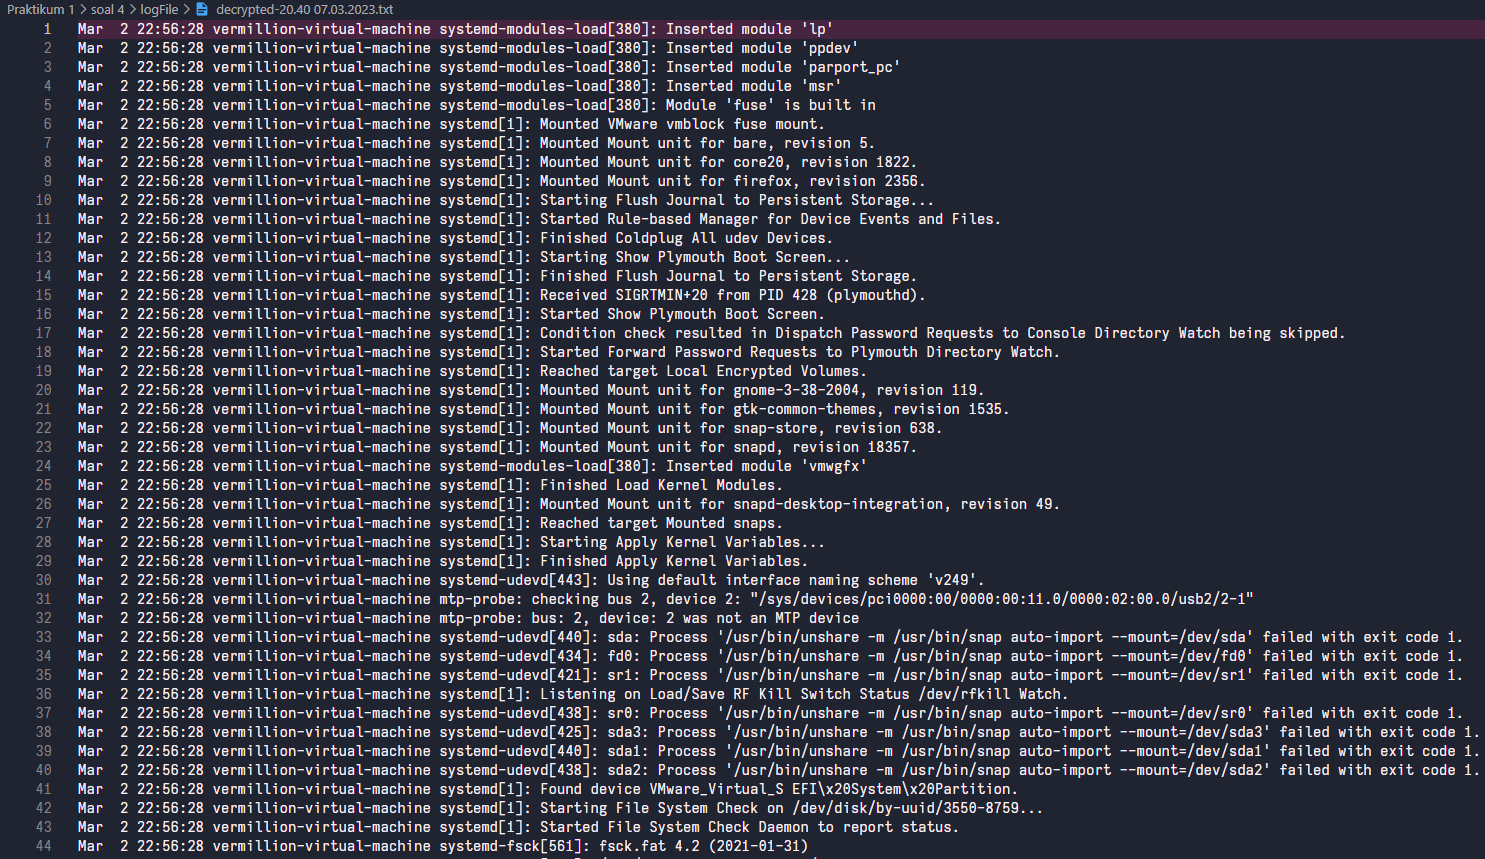 Praktikum 1 > soal 4 > logFile > decrypted-20.40 07.03.2023.txt
1 Mar  2 22:56:28 vermillion-virtual-machine systemd-modules-load[380]: Inserted module 'lp'
2 Mar  2 22:56:28 vermillion-virtual-machine systemd-modules-load[380]: Inserted module 'ppdev'
3 Mar  2 22:56:28 vermillion-virtual-machine systemd-modules-load[380]: Inserted module 'parport_pc'
4 Mar  2 22:56:28 vermillion-virtual-machine systemd-modules-load[380]: Inserted module 'msr'
5 Mar  2 22:56:28 vermillion-virtual-machine systemd-modules-load[380]: Module 'fuse' is built in
6 Mar  2 22:56:28 vermillion-virtual-machine systemd[1]: Mounted VMware vmblock fuse mount.
7 Mar  2 22:56:28 vermillion-virtual-machine systemd[1]: Mounted Mount unit for bare, revision 5.
8 Mar  2 22:56:28 vermillion-virtual-machine systemd[1]: Mounted Mount unit for core20, revision 1822.
9 Mar  2 22:56:28 vermillion-virtual-machine systemd[1]: Mounted Mount unit for firefox, revision 2356.
10 Mar  2 22:56:28 vermillion-virtual-machine systemd[1]: Starting Flush Journal to Persistent Storage...
11 Mar  2 22:56:28 vermillion-virtual-machine systemd[1]: Started Rule-based Manager for Device Events and Files.
12 Mar  2 22:56:28 vermillion-virtual-machine systemd[1]: Finished Coldplug All udev Devices.
13 Mar  2 22:56:28 vermillion-virtual-machine systemd[1]: Starting Show Plymouth Boot Screen...
14 Mar  2 22:56:28 vermillion-virtual-machine systemd[1]: Finished Flush Journal to Persistent Storage.
15 Mar  2 22:56:28 vermillion-virtual-machine systemd[1]: Received SIGRTMIN+20 from PID 428 (plymouthd).
16 Mar  2 22:56:28 vermillion-virtual-machine systemd[1]: Started Show Plymouth Boot Screen.
17 Mar  2 22:56:28 vermillion-virtual-machine systemd[1]: Condition check resulted in Dispatch Password Requests to Console Directory Watch being skipped.
18 Mar  2 22:56:28 vermillion-virtual-machine systemd[1]: Started Forward Password Requests to Plymouth Directory Watch.
19 Mar  2 22:56:28 vermillion-virtual-machine systemd[1]: Reached target Local Encrypted Volumes.
20 Mar  2 22:56:28 vermillion-virtual-machine systemd[1]: Mounted Mount unit for gnome-3-38-2004, revision 119.
21 Mar  2 22:56:28 vermillion-virtual-machine systemd[1]: Mounted Mount unit for gtk-common-themes, revision 1535.
22 Mar  2 22:56:28 vermillion-virtual-machine systemd[1]: Mounted Mount unit for snap-store, revision 638.
23 Mar  2 22:56:28 vermillion-virtual-machine systemd[1]: Mounted Mount unit for snapd, revision 18357.
24 Mar  2 22:56:28 vermillion-virtual-machine systemd-modules-load[380]: Inserted module 'vmwgfx'
25 Mar  2 22:56:28 vermillion-virtual-machine systemd[1]: Finished Load Kernel Modules.
26 Mar  2 22:56:28 vermillion-virtual-machine systemd[1]: Mounted Mount unit for snapd-desktop-integration, revision 49.
27 Mar  2 22:56:28 vermillion-virtual-machine systemd[1]: Reached target Mounted snaps.
28 Mar  2 22:56:28 vermillion-virtual-machine systemd[1]: Starting Apply Kernel Variables...
29 Mar  2 22:56:28 vermillion-virtual-machine systemd[1]: Finished Apply Kernel Variables.
30 Mar  2 22:56:28 vermillion-virtual-machine systemd-udevd[443]: Using default interface naming scheme 'v249'.
31 Mar  2 22:56:28 vermillion-virtual-machine mtp-probe: checking bus 2, device 2: "/sys/devices/pci0000:00/0000:00:11.0/0000:02:00.0/usb2/2-1"
32 Mar  2 22:56:28 vermillion-virtual-machine mtp-probe: bus: 2, device: 2 was not an MTP device
33 Mar  2 22:56:28 vermillion-virtual-machine systemd-udevd[440]: sda: Process '/usr/bin/unshare -m /usr/bin/snap auto-import --mount=/dev/sda' failed with exit code 1.
34 Mar  2 22:56:28 vermillion-virtual-machine systemd-udevd[434]: fd0: Process '/usr/bin/unshare -m /usr/bin/snap auto-import --mount=/dev/fd0' failed with exit code 1.
35 Mar  2 22:56:28 vermillion-virtual-machine systemd-udevd[421]: sr1: Process '/usr/bin/unshare -m /usr/bin/snap auto-import --mount=/dev/sr1' failed with exit code 1.
36 Mar  2 22:56:28 vermillion-virtual-machine systemd[1]: Listening on Load/Save RF Kill Switch Status /dev/rfkill Watch.
37 Mar  2 22:56:28 vermillion-virtual-machine systemd-udevd[438]: sr0: Process '/usr/bin/unshare -m /usr/bin/snap auto-import --mount=/dev/sr0' failed with exit code 1.
38 Mar  2 22:56:28 vermillion-virtual-machine systemd-udevd[425]: sda3: Process '/usr/bin/unshare -m /usr/bin/snap auto-import --mount=/dev/sda3' failed with exit code 1.
39 Mar  2 22:56:28 vermillion-virtual-machine systemd-udevd[440]: sda1: Process '/usr/bin/unshare -m /usr/bin/snap auto-import --mount=/dev/sda1' failed with exit code 1.
40 Mar  2 22:56:28 vermillion-virtual-machine systemd-udevd[438]: sda2: Process '/usr/bin/unshare -m /usr/bin/snap auto-import --mount=/dev/sda2' failed with exit code 1.
41 Mar  2 22:56:28 vermillion-virtual-machine systemd[1]: Found device VMware_Virtual_S EFI\x20System\x20Partition.
42 Mar  2 22:56:28 vermillion-virtual-machine systemd[1]: Starting File System Check on /dev/disk/by-uuid/3550-8759...
43 Mar  2 22:56:28 vermillion-virtual-machine systemd[1]: Started File System Check Daemon to report status.
44 Mar  2 22:56:28 vermillion-virtual-machine systemd-fsck[561]: fsck.fat 4.2 (2021-01-31)